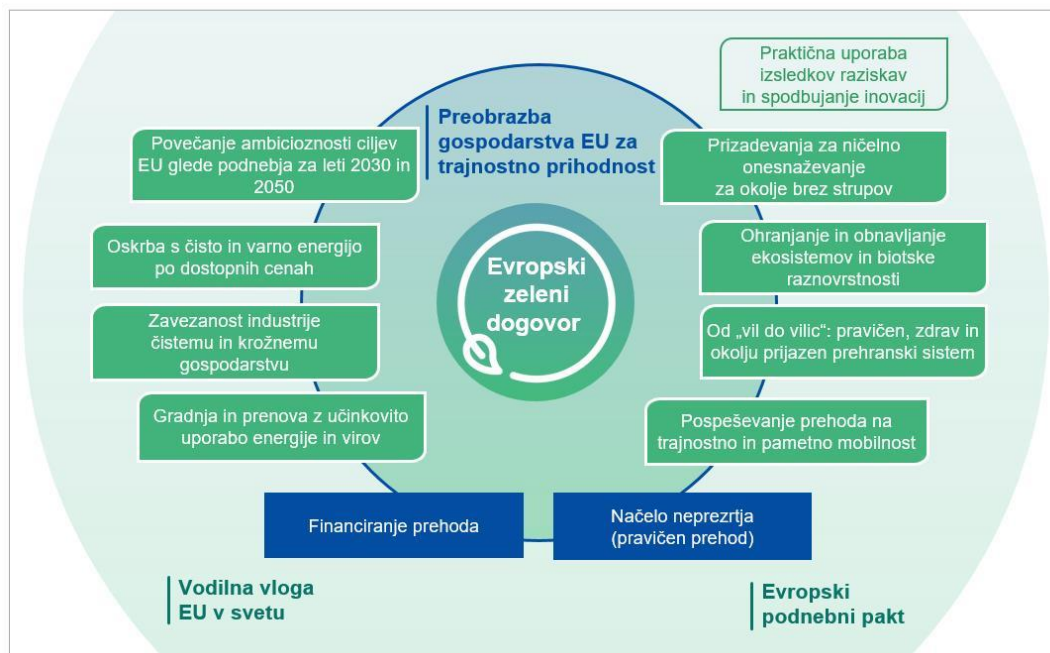 Praktična uporaba
izsledkov raziskav
in spodbujanje inovacij
Preobrazba
gospodarstva EU za
trajnostno prihodnost
Povečanje ambicioznosti ciljev
EU glede podnebja za leti 2030 in
2050
Prizadevanja za ničelno
onesnaževanje
za okolje brez strupov
Oskrba s čisto in varno energijo
po dostopnih cenah
Ohranjanje in obnavljanje
ekosistemov in biotske
raznovrstnosti
Evropski
zeleni
dogovor
Zavezanost industrije
čistemu in krožnemu
gospodarstvu
Od „vil do vilic“: pravičen, zdrav in
okolju prijazen prehranski sistem
Gradnja in prenova z učinkovito
uporabo energije in virov
Pospeševanje prehoda na
trajnostno in pametno mobilnost
Financiranje prehoda
Načelo neprezrtja
(pravičen prehod)
Vodilna vloga
EU v svetu
Evropski
podnebni pakt